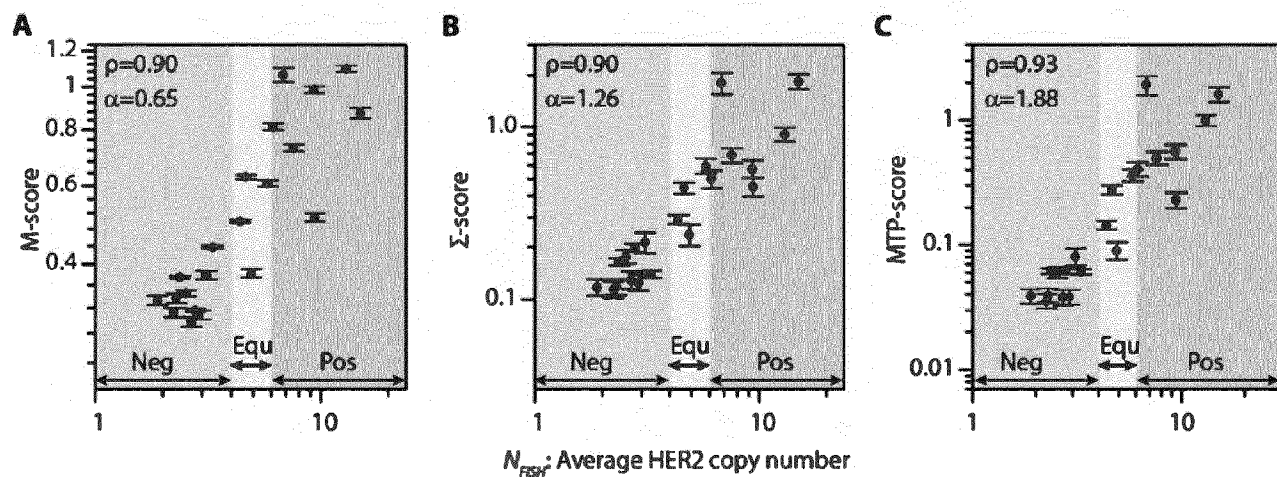 A
1.2
1
0.8
0.6
0.4
M-score
ρ=0.90
α=0.65
Neg
Equ
Pos
1
10
B
1.0
0.1
Σ-score
ρ=0.90
α=1.26
Neg
Equ
Pos
1
10
C
1
0.1
0.01
MTP-score
ρ=0.93
α=1.88
Neg
Equ
Pos
1
10
N_FISH: Average HER2 copy number